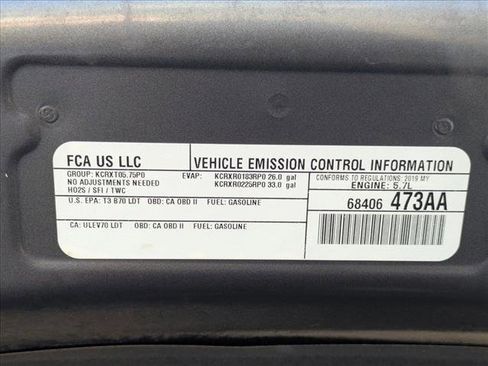 FCA US LLC
VEHICLE EMISSION CONTROL INFORMATION
GROUP: KCRXT05.75P0
NO ADJUSTMENTS NEEDED
HO2S / SFI / TWC
EVAP: KCRXR0183RP0 26.0 gal
KCRXR0225RP0 33.0 gal
CONFORMS TO REGULATIONS: 2019 MY
ENGINE: 5.7L
U.S. EPA: T3 B70 LDT OBD: CA OBD II FUEL: GASOLINE
CA: ULEV70 LDT OBD: CA OBD II FUEL: GASOLINE
68406 473AA